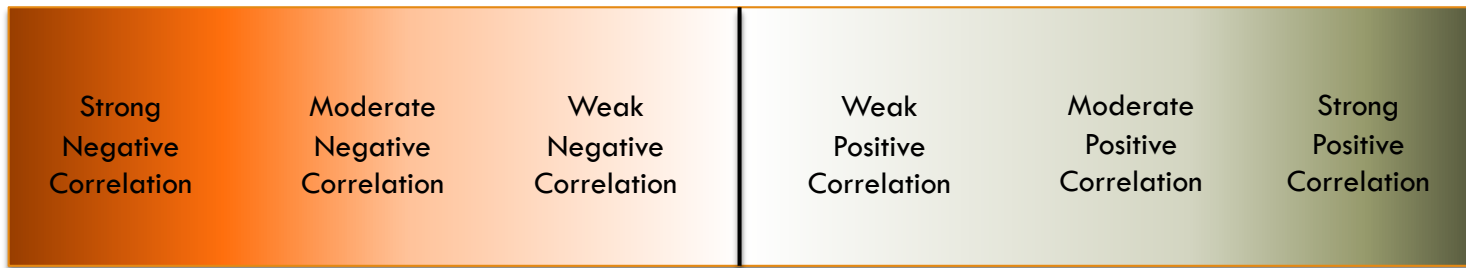 Strong
Negative
Correlation
Moderate
Negative
Correlation
Weak
Negative
Correlation
Weak
Positive
Correlation
Moderate
Positive
Correlation
Strong
Positive
Correlation